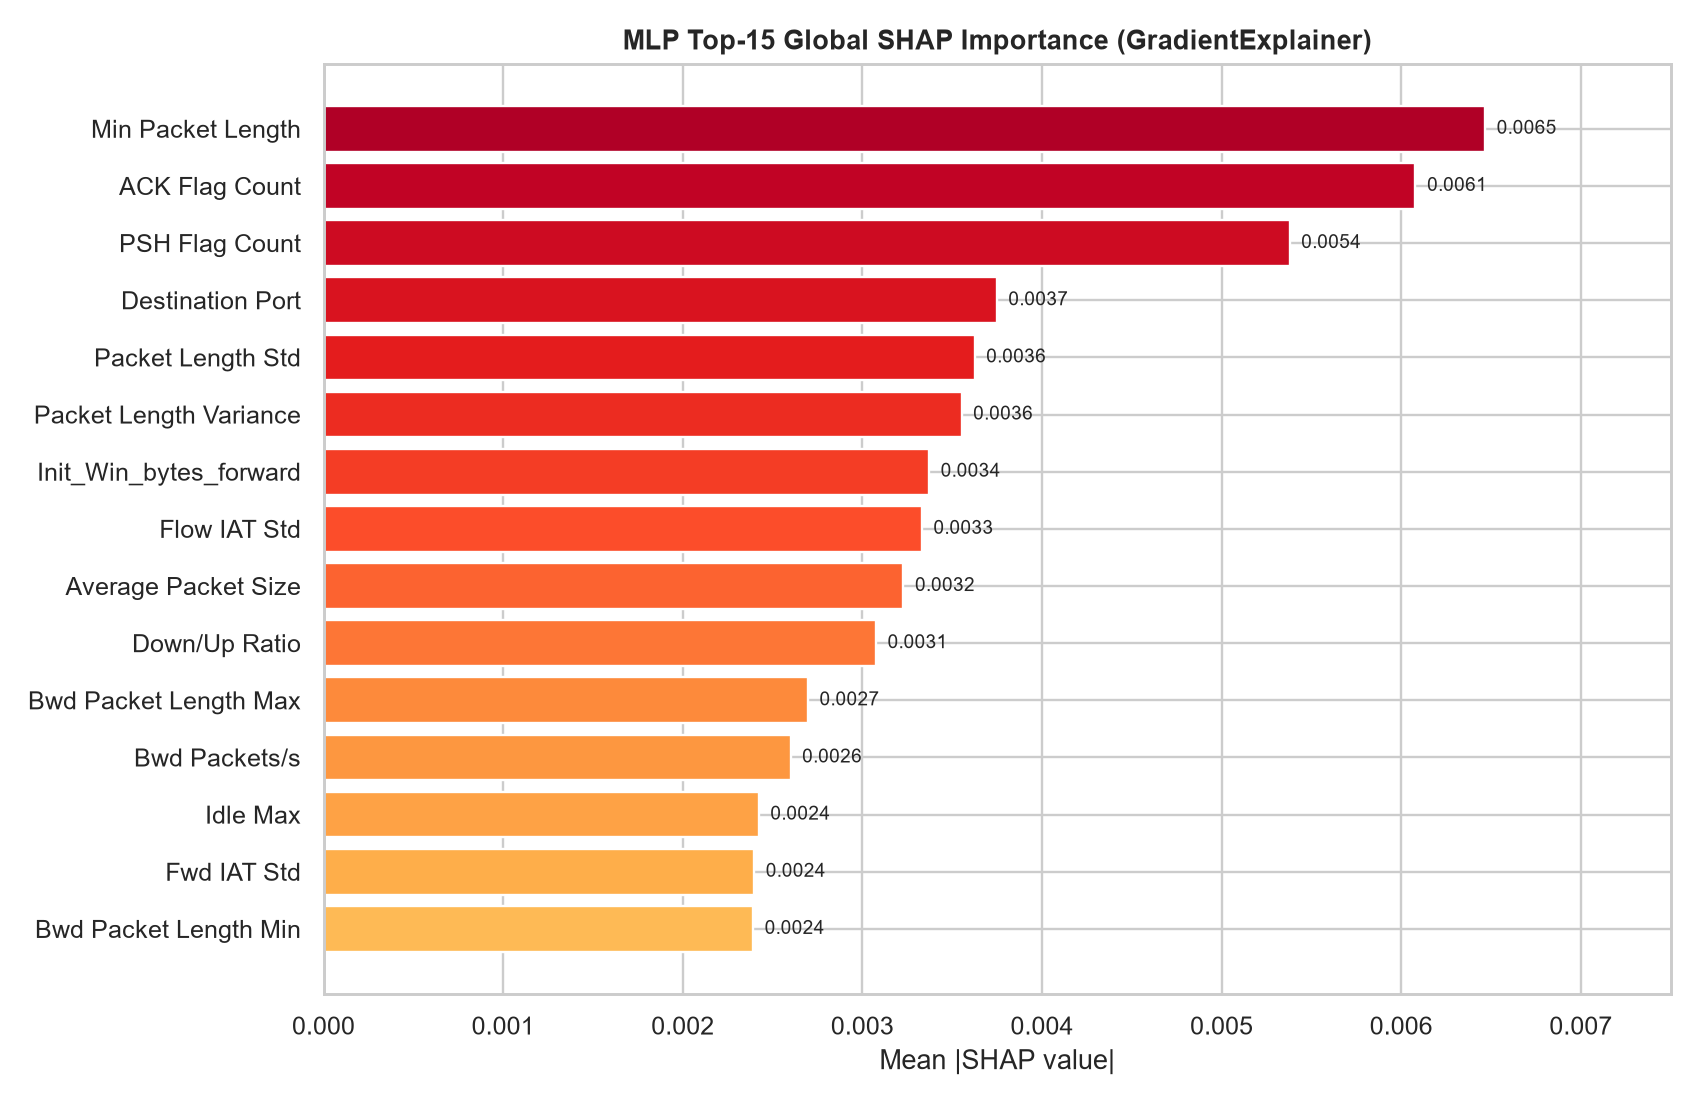 MLP Top-15 Global SHAP Importance (GradientExplainer)
Min Packet Length 0.0065
ACK Flag Count 0.0061
PSH Flag Count 0.0054
Destination Port 0.0037
Packet Length Std 0.0036
Packet Length Variance 0.0036
Init_Win_bytes_forward 0.0034
Flow IAT Std 0.0033
Average Packet Size 0.0032
Down/Up Ratio 0.0031
Bwd Packet Length Max 0.0027
Bwd Packets/s 0.0026
Idle Max 0.0024
Fwd IAT Std 0.0024
Bwd Packet Length Min 0.0024
0.000 0.001 0.002 0.003 0.004 0.005 0.006 0.007
Mean |SHAP value|